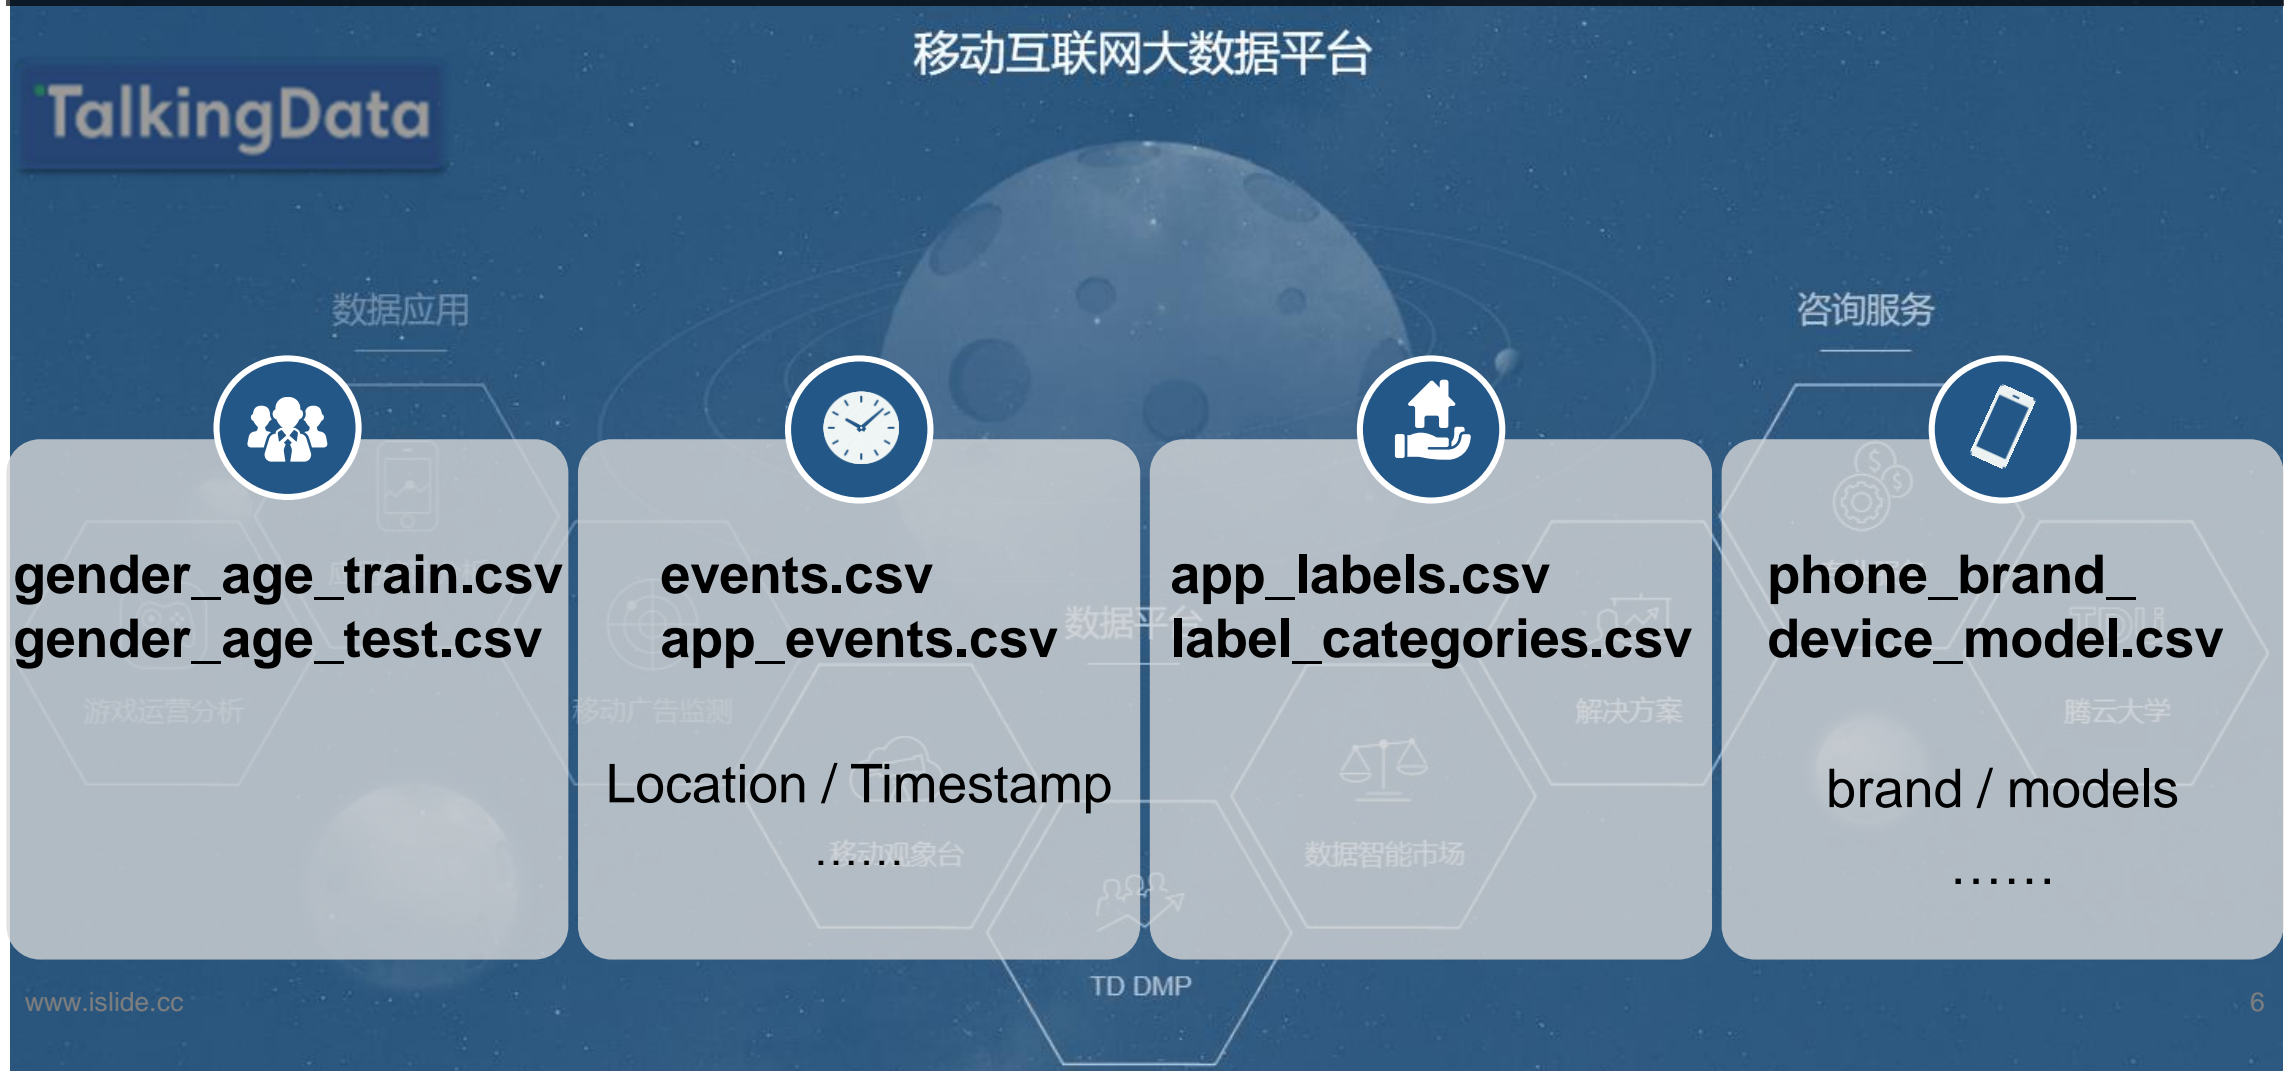 移动互联网大数据平台
TalkingData
数据应用
咨询服务
gender_age_train.csv
gender_age_test.csv
events.csv
app_events.csv
app_labels.csv
label_categories.csv
phone_brand_
device_model.csv
数据平台
TDU
游戏运营分析
移动广告监测
解决方案
腾云大学
Location / Timestamp
……
brand / models
……
移动观象台
数据智能市场
TD DMP
www.islide.cc
6